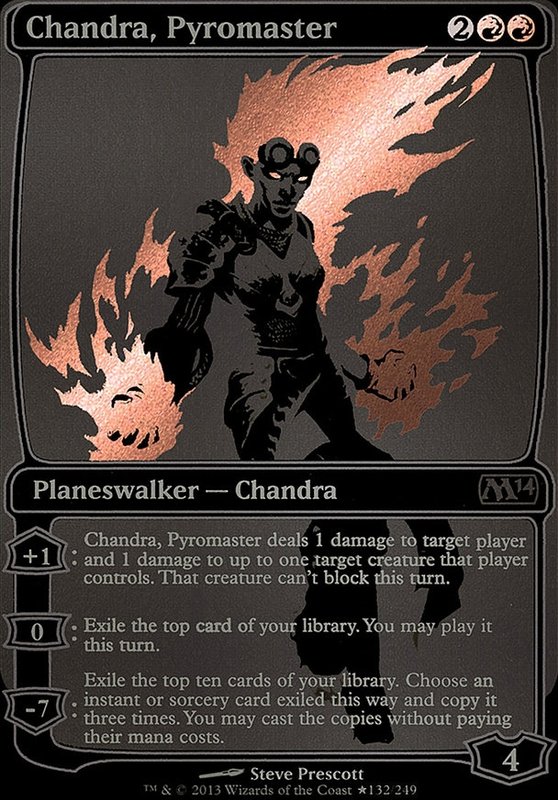 Chandra, Pyromaster 2
Planeswalker — Chandra M14
+1: Chandra, Pyromaster deals 1 damage to target player
and 1 damage to up to one target creature that player
controls. That creature can't block this turn.
0: Exile the top card of your library. You may play it
this turn.
-7: Exile the top ten cards of your library. Choose an
instant or sorcery card exiled this way and copy it
three times. You may cast the copies without paying
their mana costs.
4
Steve Prescott
™ & © 2013 Wizards of the Coast ★132/249